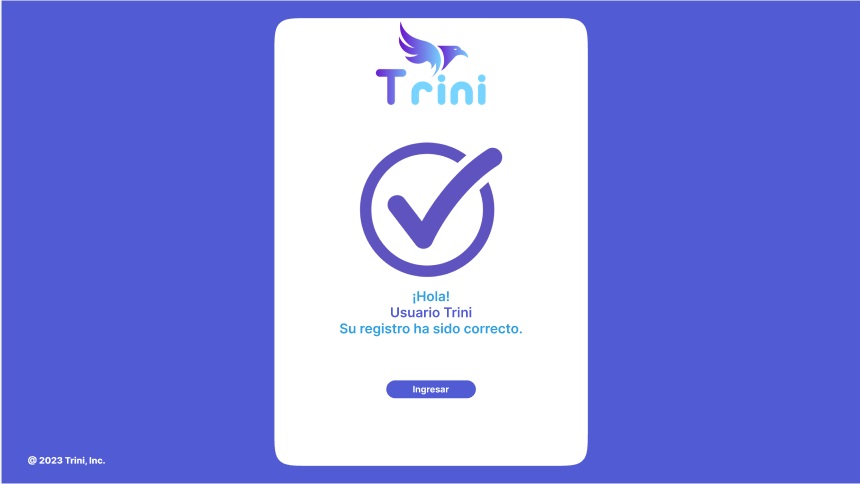 Trini
¡Hola!
Usuario Trini
Su registro ha sido correcto.
Ingresar
@ 2023 Trini, Inc.